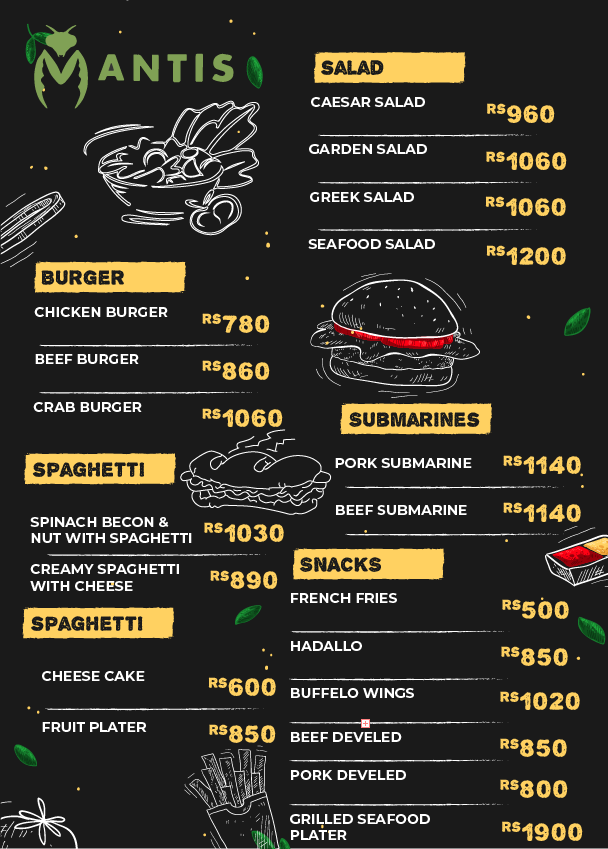 MANTIS
BURGER
CHICKEN BURGER RS780
BEEF BURGER RS860
CRAB BURGER RS1060
SPAGHETTI
SPINACH BECON &
NUT WITH SPAGHETTI RS1030
CREAMY SPAGHETTI
WITH CHEESE RS890
SPAGHETTI
CHEESE CAKE RS600
FRUIT PLATER RS850
SALAD
CAESAR SALAD RS960
GARDEN SALAD RS1060
GREEK SALAD RS1060
SEAFOOD SALAD RS1200
SUBMARINES
PORK SUBMARINE RS1140
BEEF SUBMARINE RS1140
SNACKS
FRENCH FRIES RS500
HADALLO RS850
BUFFELO WINGS RS1020
BEEF DEVELED RS850
PORK DEVELED RS800
GRILLED SEAFOOD
PLATER RS1900